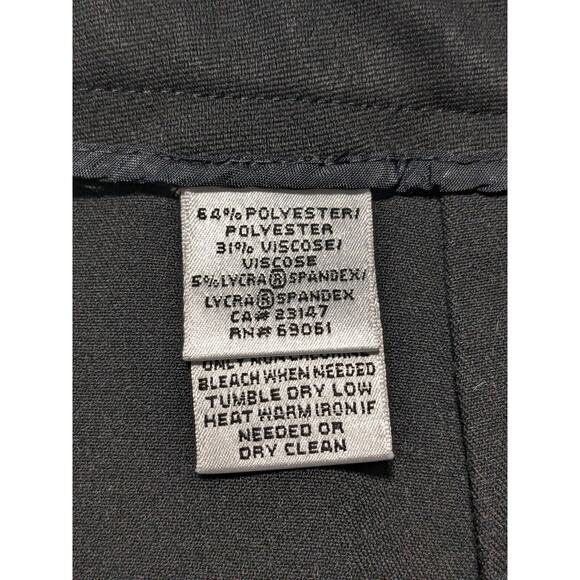 64% POLYESTER/
POLYESTER
31% VISCOSE/
VISCOSE
5% LYCRA®SPANDEX/
LYCRA®SPANDEX
CA# 23147
RN# 69061
ONLY
BLEACH WHEN NEEDED
TUMBLE DRY LOW
HEAT WARM IRON IF
NEEDED OR
DRY CLEAN